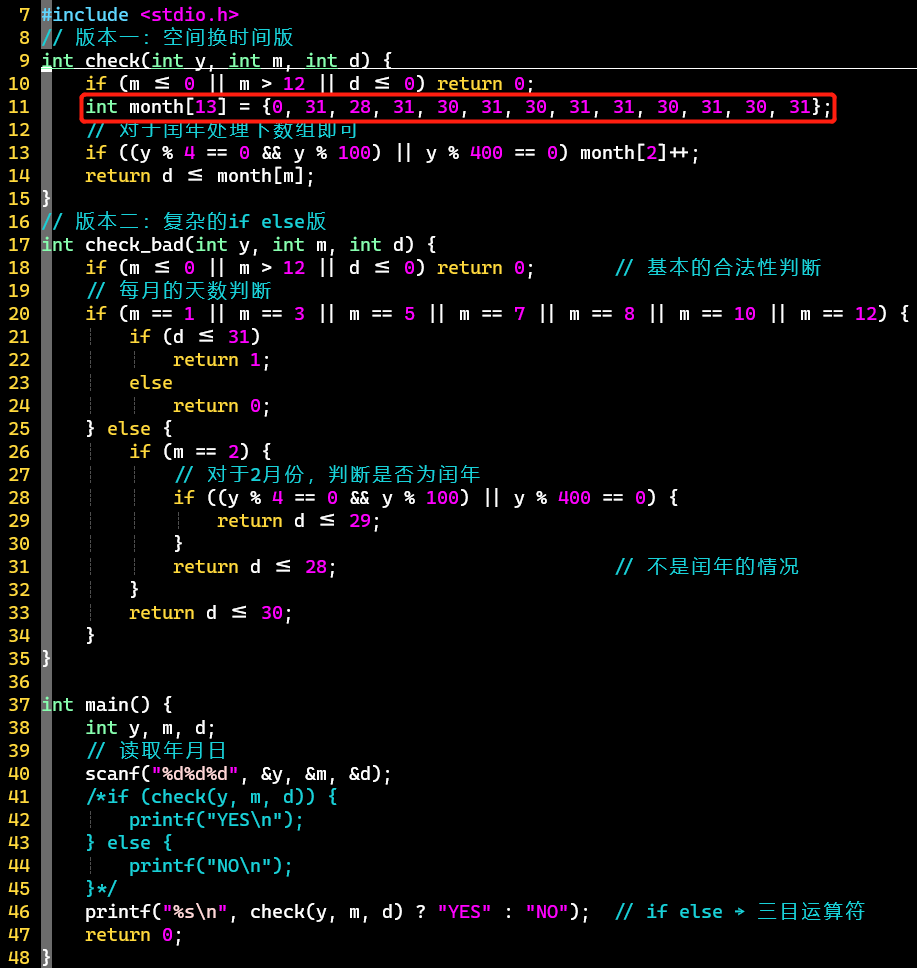 7 #include <stdio.h>
8 // 版本一：空间换时间版
9 int check(int y, int m, int d) {
10     if (m ≤ 0 || m > 12 || d ≤ 0) return 0;
11     int month[13] = {0, 31, 28, 31, 30, 31, 30, 31, 31, 30, 31, 30, 31};
12     // 对于闰年处理下数组即可
13     if ((y % 4 == 0 && y % 100) || y % 400 == 0) month[2]++;
14     return d ≤ month[m];
15 }
16 // 版本二：复杂的if else版
17 int check_bad(int y, int m, int d) {
18     if (m ≤ 0 || m > 12 || d ≤ 0) return 0;       // 基本的合法性判断
19     // 每月的天数判断
20     if (m == 1 || m == 3 || m == 5 || m == 7 || m == 8 || m == 10 || m == 12) {
21         if (d ≤ 31)
22             return 1;
23         else
24             return 0;
25     } else {
26         if (m == 2) {
27             // 对于2月份，判断是否为闰年
28             if ((y % 4 == 0 && y % 100) || y % 400 == 0) {
29                 return d ≤ 29;
30             }
31             return d ≤ 28;                         // 不是闰年的情况
32         }
33         return d ≤ 30;
34     }
35 }
36
37 int main() {
38     int y, m, d;
39     // 读取年月日
40     scanf("%d%d%d", &y, &m, &d);
41     /*if (check(y, m, d)) {
42         printf("YES\n");
43     } else {
44         printf("NO\n");
45     }*/
46     printf("%s\n", check(y, m, d) ? "YES" : "NO");  // if else → 三目运算符
47     return 0;
48 }